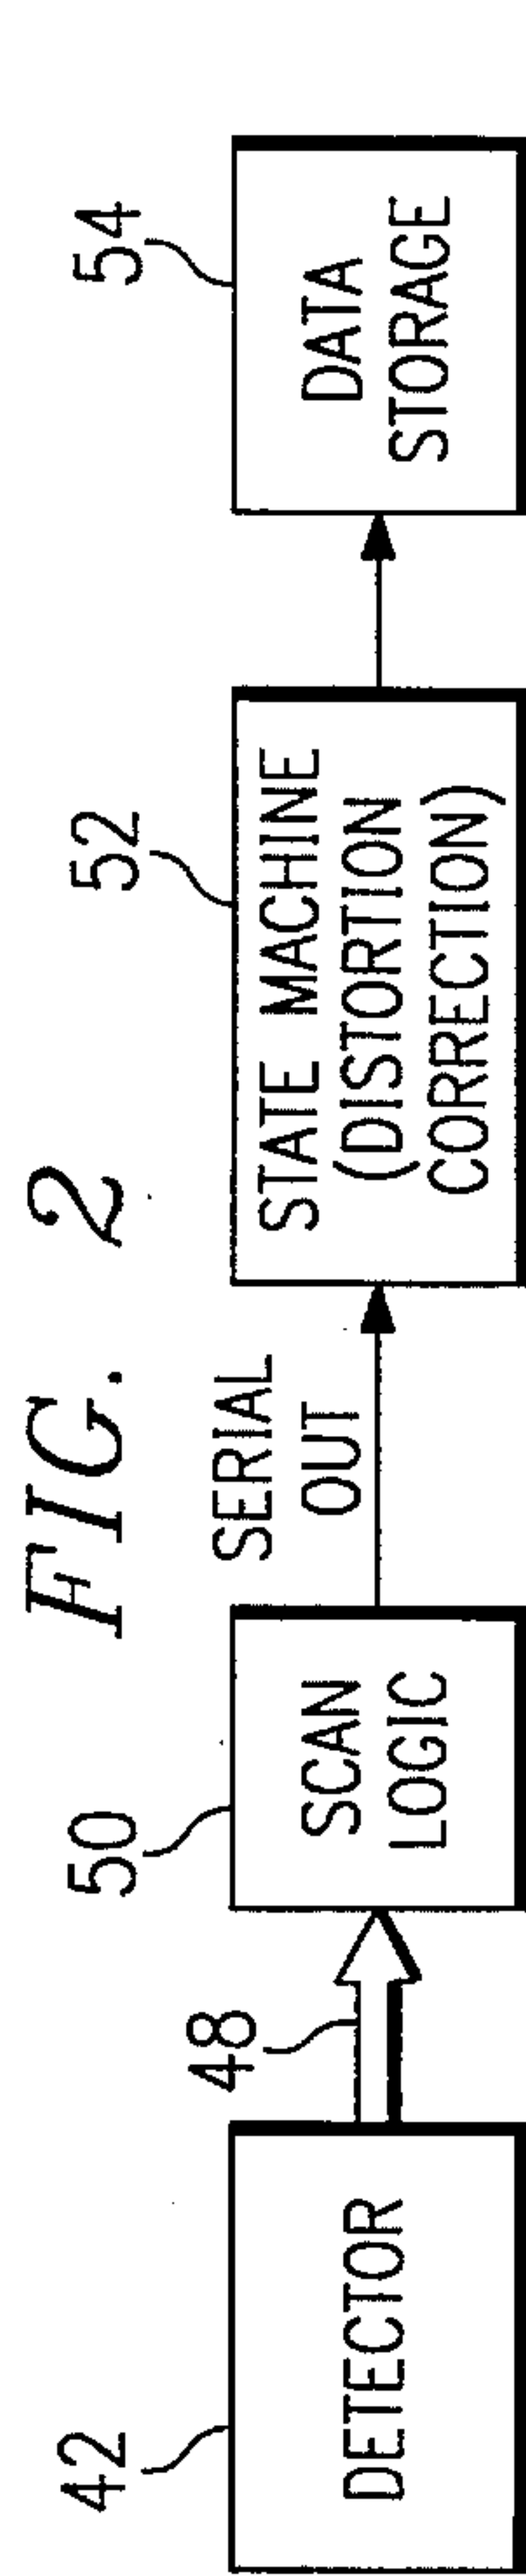 FIG. 2
42
DETECTOR
48
50
SCAN
LOGIC
SERIAL
OUT
52
STATE MACHINE
(DISTORTION
CORRECTION)
54
DATA
STORAGE